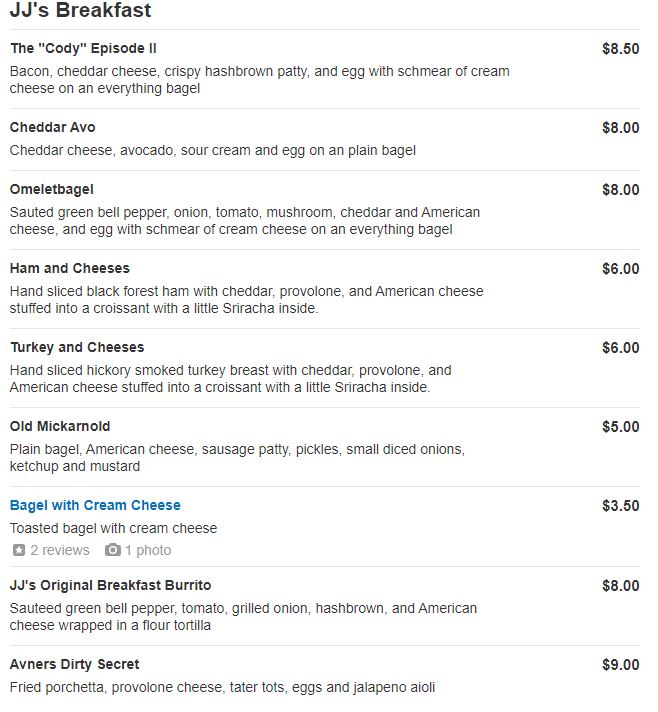 JJ's Breakfast
The "Cody" Episode II $8.50
Bacon, cheddar cheese, crispy hashbrown patty, and egg with schmear of cream
cheese on an everything bagel
Cheddar Avo $8.00
Cheddar cheese, avocado, sour cream and egg on an plain bagel
Omeletbagel $8.00
Sauted green bell pepper, onion, tomato, mushroom, cheddar and American
cheese, and egg with schmear of cream cheese on an everything bagel
Ham and Cheeses $6.00
Hand sliced black forest ham with cheddar, provolone, and American cheese
stuffed into a croissant with a little Sriracha inside.
Turkey and Cheeses $6.00
Hand sliced hickory smoked turkey breast with cheddar, provolone, and
American cheese stuffed into a croissant with a little Sriracha inside.
Old Mickarnold $5.00
Plain bagel, American cheese, sausage patty, pickles, small diced onions,
ketchup and mustard
Bagel with Cream Cheese $3.50
Toasted bagel with cream cheese
2 reviews 1 photo
JJ's Original Breakfast Burrito $8.00
Sauteed green bell pepper, tomato, grilled onion, hashbrown, and American
cheese wrapped in a flour tortilla
Avners Dirty Secret $9.00
Fried porchetta, provolone cheese, tater tots, eggs and jalapeno aioli